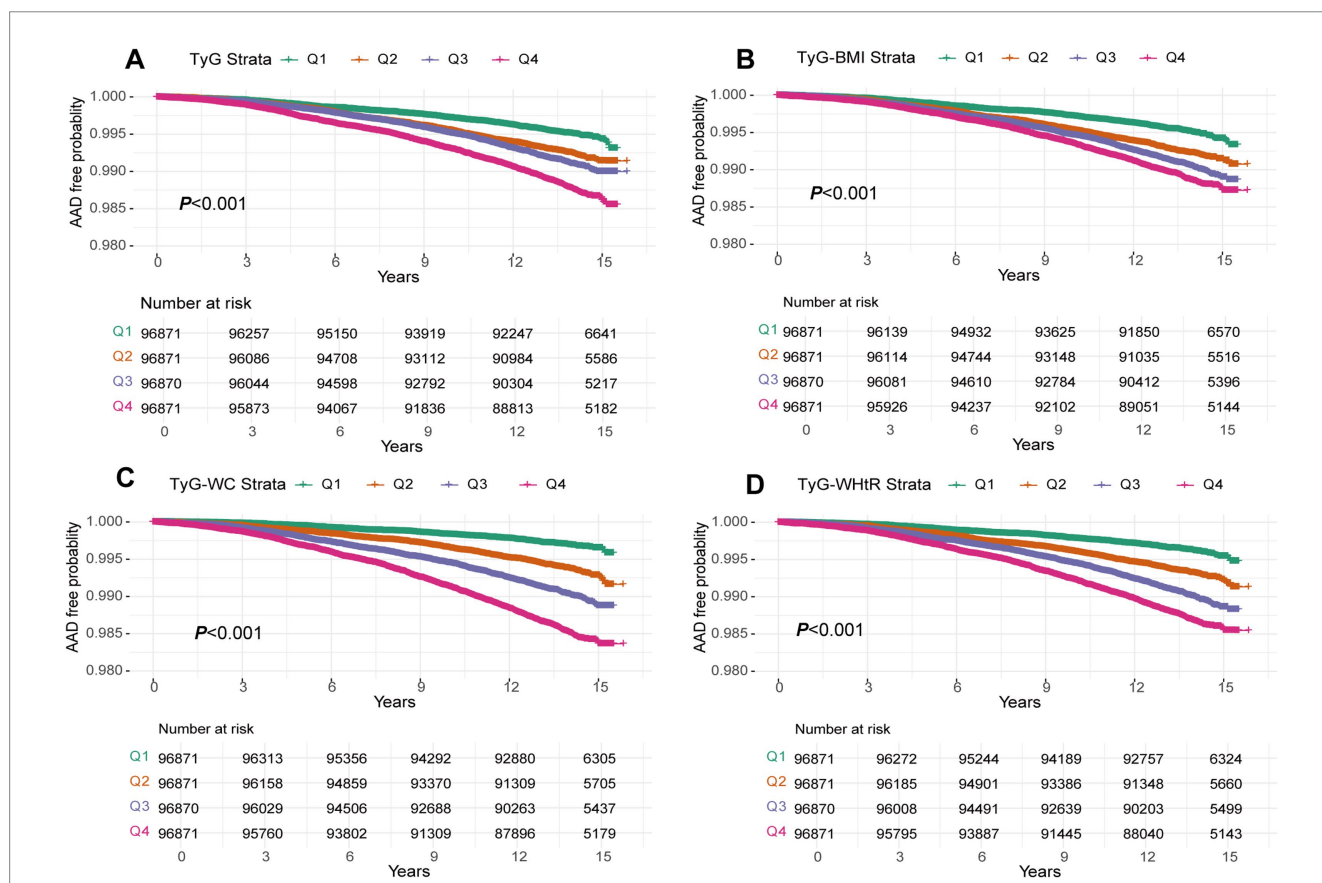 A TyG Strata Q1 Q2 Q3 Q4
AAD free probablity
1.000
0.995
0.990
0.985
0.980
P<0.001
0 3 6 9 12 15
Years
Number at risk
Q1 96871 96257 95150 93919 92247 6641
Q2 96871 96086 94708 93112 90984 5586
Q3 96870 96044 94598 92792 90304 5217
Q4 96871 95873 94067 91836 88813 5182
0 3 6 9 12 15
Years
B TyG-BMI Strata Q1 Q2 Q3 Q4
AAD free probablity
1.000
0.995
0.990
0.985
0.980
P<0.001
0 3 6 9 12 15
Years
Number at risk
Q1 96871 96139 94932 93625 91850 6570
Q2 96871 96114 94744 93148 91035 5516
Q3 96870 96081 94610 92784 90412 5396
Q4 96871 95926 94237 92102 89051 5144
0 3 6 9 12 15
Years
C TyG-WC Strata Q1 Q2 Q3 Q4
AAD free probablity
1.000
0.995
0.990
0.985
0.980
P<0.001
0 3 6 9 12 15
Years
Number at risk
Q1 96871 96313 95356 94292 92880 6305
Q2 96871 96158 94859 93370 91309 5705
Q3 96870 96029 94506 92688 90263 5437
Q4 96871 95760 93802 91309 87896 5179
0 3 6 9 12 15
Years
D TyG-WHtR Strata Q1 Q2 Q3 Q4
AAD free probablity
1.000
0.995
0.990
0.985
0.980
P<0.001
0 3 6 9 12 15
Years
Number at risk
Q1 96871 96272 95244 94189 92757 6324
Q2 96871 96185 94901 93386 91348 5660
Q3 96870 96008 94491 92639 90203 5499
Q4 96871 95795 93887 91445 88040 5143
0 3 6 9 12 15
Years